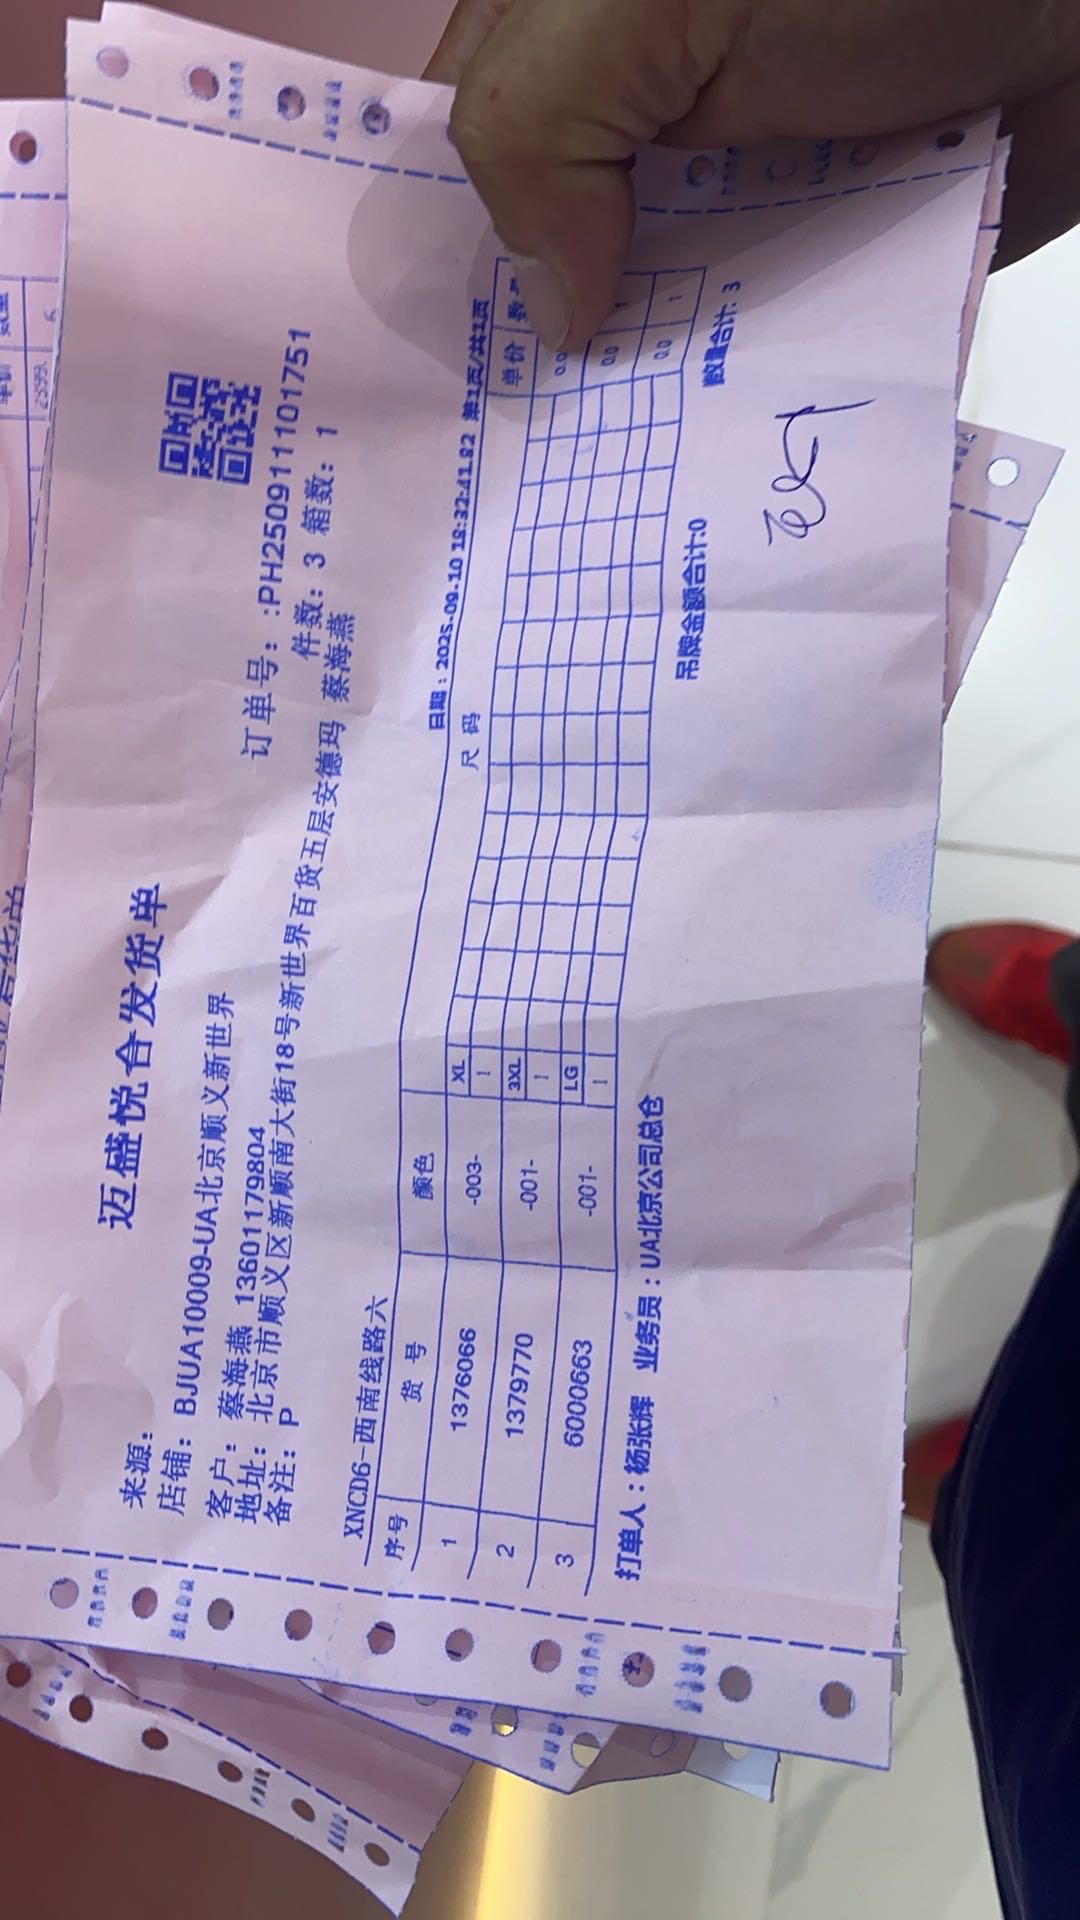 迈盛悦合发货单
来源:
店铺: BJUA10009-UA北京顺义新世界
订单号: :PH2509111101751
客户: 蔡海燕 13601179804
件数: 3 箱数: 1
地址: 北京市顺义区新顺南大街18号新世界百货五层安德玛 蔡海燕
备注: P
XNCD6-西南线路六
日期:2025-09-10 18:32:41.82 第1页/共1页
序号 货号 颜色 尺码 单价 数
1 1376066 -003- XL 0.0
1
2 1379770 -001- 3XL 0.0 1
1
3 6000663 -001- LG 0.0 1
1
打单人:杨张辉 业务员:UA北京公司总仓 吊牌金额合计:0 数量合计: 3